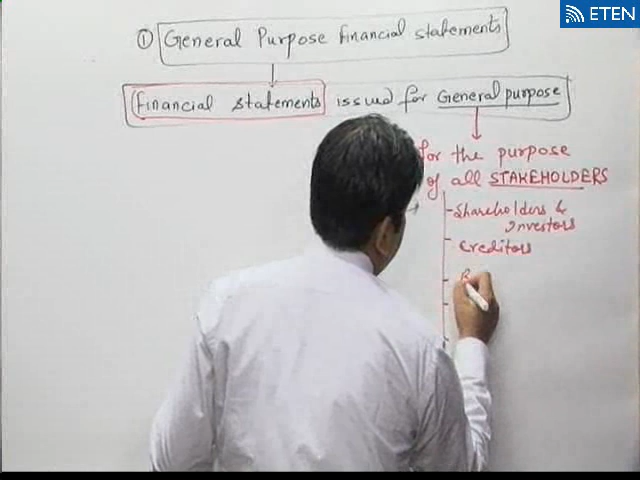 ETEN
① General Purpose financial statements
financial statements issued for General purpose
for the purpose
of all STAKEHOLDERS
Shareholders &
Investors
Creditors